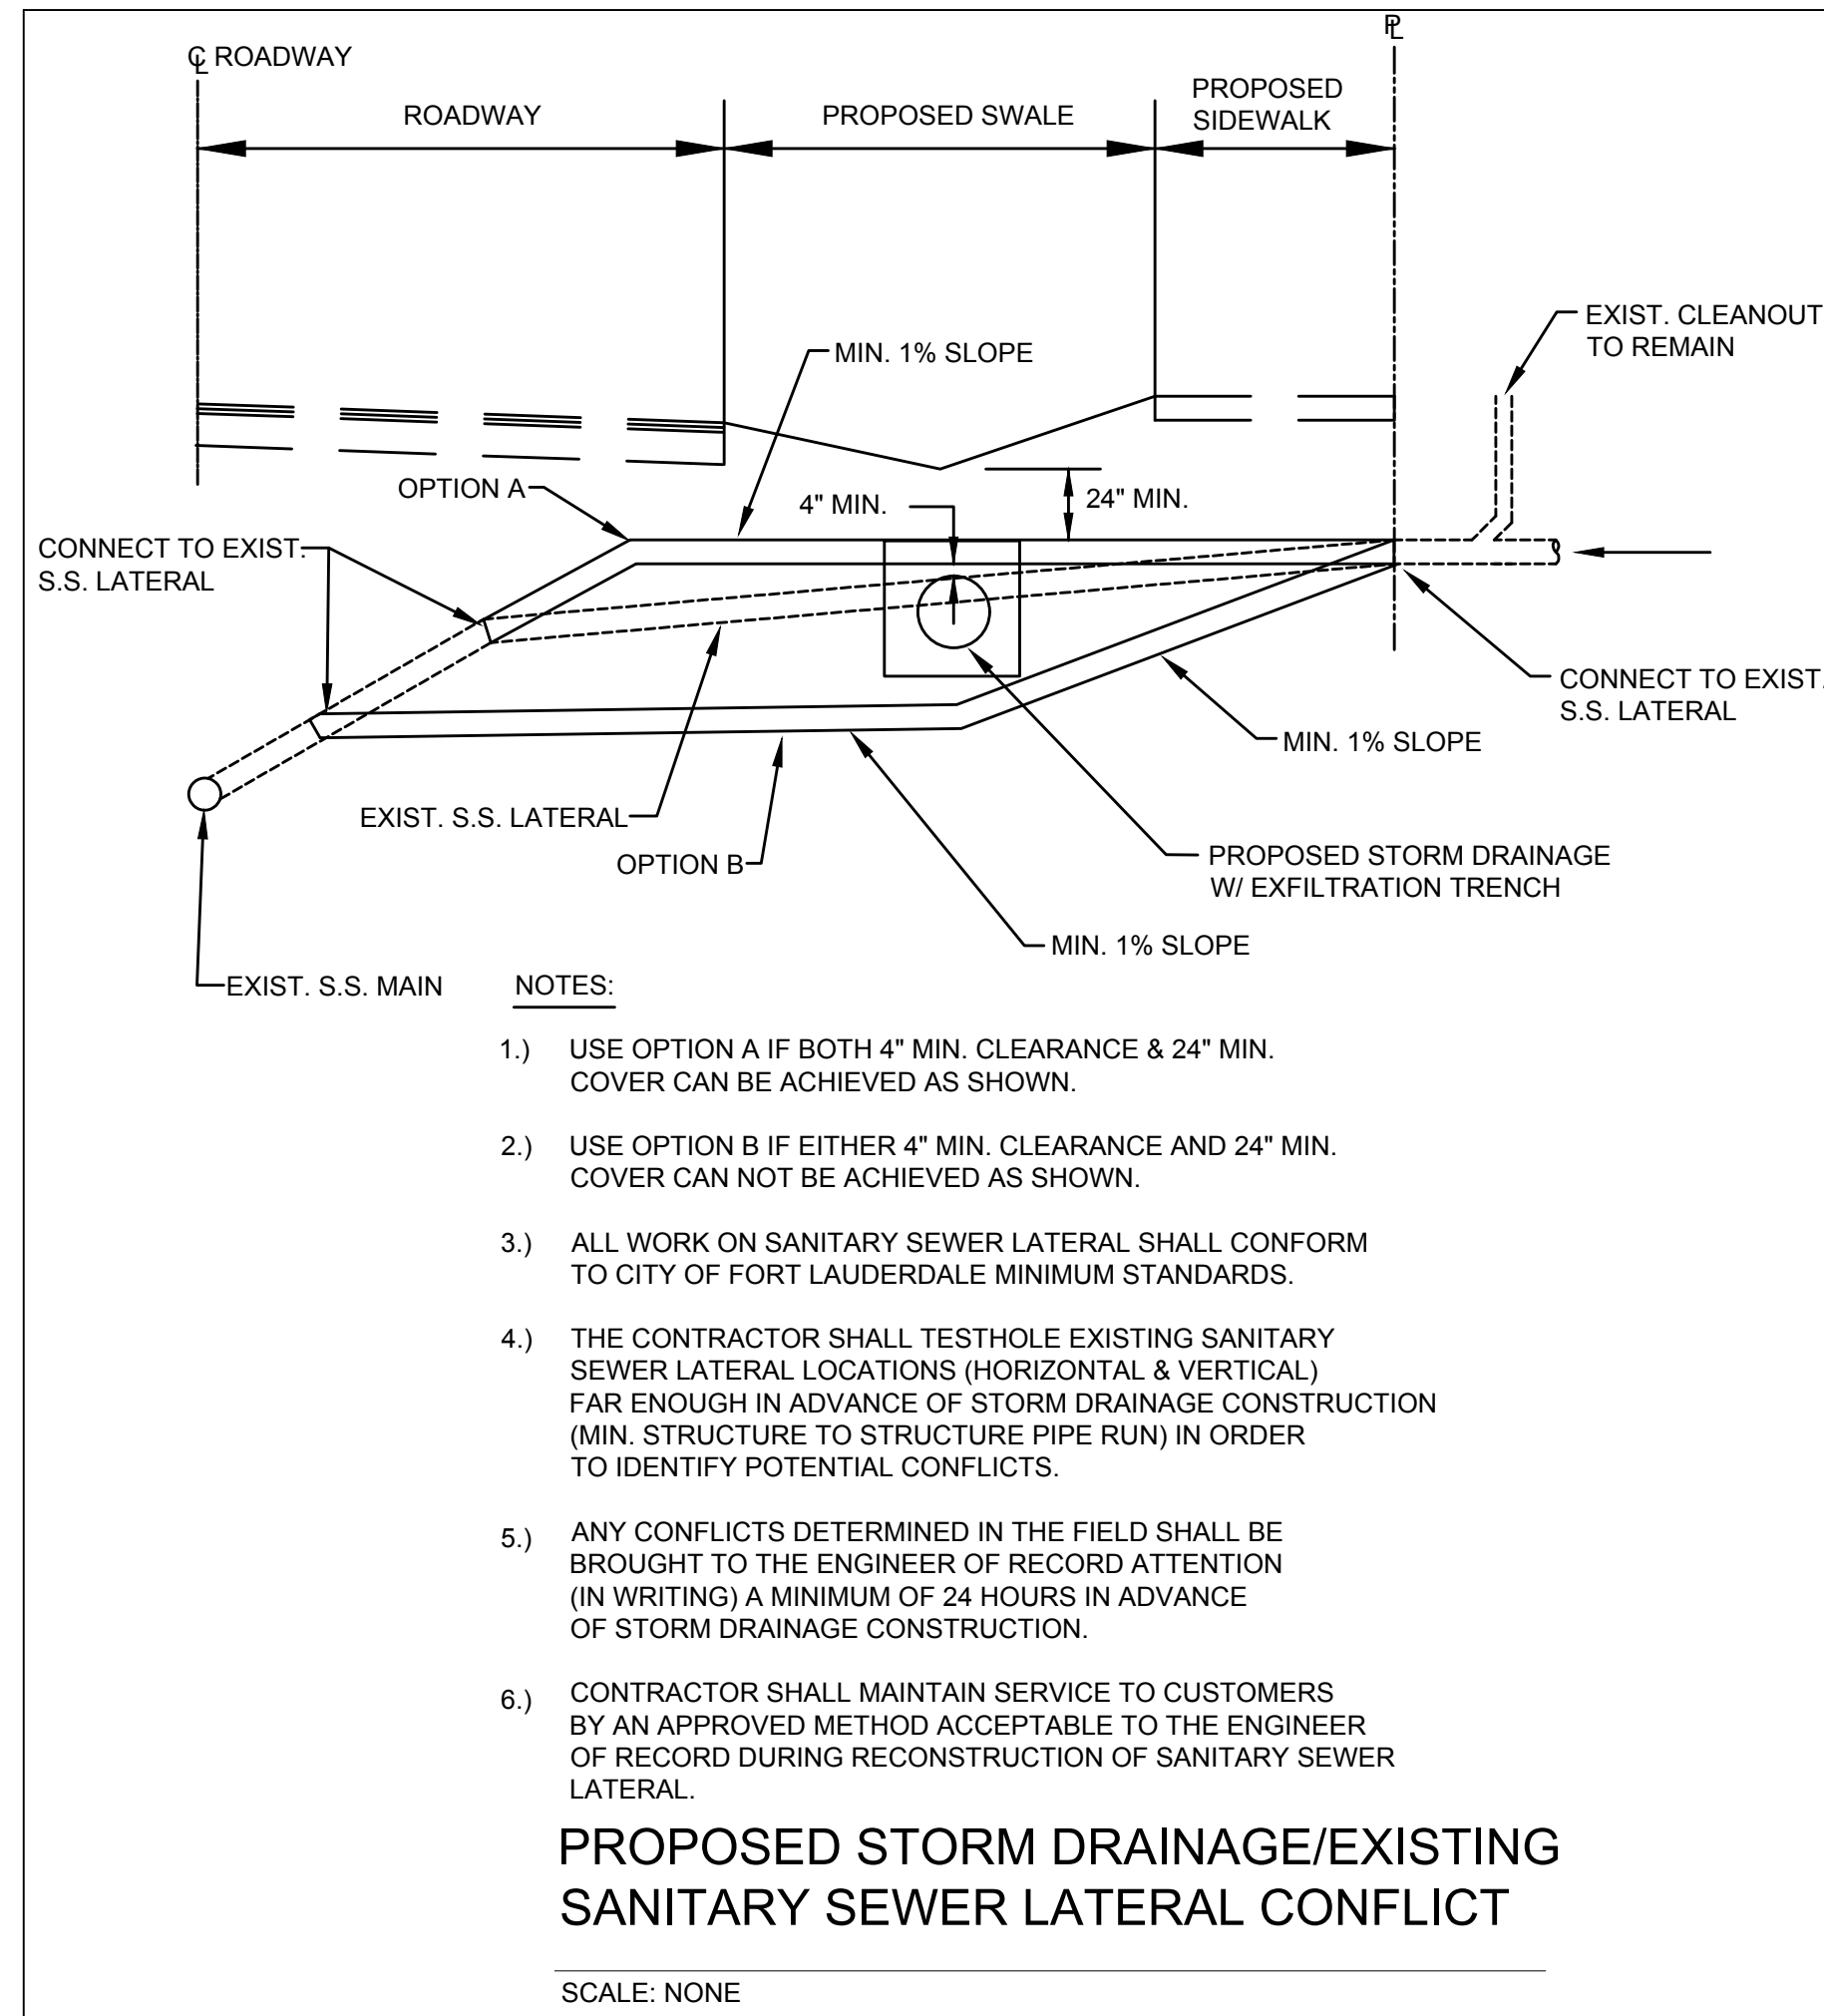 ℄ ROADWAY
ROADWAY
PROPOSED SWALE
PROPOSED
SIDEWALK
PL
MIN. 1% SLOPE
EXIST. CLEANOUT
TO REMAIN
OPTION A
4" MIN.
24" MIN.
CONNECT TO EXIST.
S.S. LATERAL
CONNECT TO EXIST.
S.S. LATERAL
MIN. 1% SLOPE
EXIST. S.S. LATERAL
OPTION B
PROPOSED STORM DRAINAGE
W/ EXFILTRATION TRENCH
MIN. 1% SLOPE
EXIST. S.S. MAIN
NOTES:
1.) USE OPTION A IF BOTH 4" MIN. CLEARANCE & 24" MIN.
COVER CAN BE ACHIEVED AS SHOWN.
2.) USE OPTION B IF EITHER 4" MIN. CLEARANCE AND 24" MIN.
COVER CAN NOT BE ACHIEVED AS SHOWN.
3.) ALL WORK ON SANITARY SEWER LATERAL SHALL CONFORM
TO CITY OF FORT LAUDERDALE MINIMUM STANDARDS.
4.) THE CONTRACTOR SHALL TESTHOLE EXISTING SANITARY
SEWER LATERAL LOCATIONS (HORIZONTAL & VERTICAL)
FAR ENOUGH IN ADVANCE OF STORM DRAINAGE CONSTRUCTION
(MIN. STRUCTURE TO STRUCTURE PIPE RUN) IN ORDER
TO IDENTIFY POTENTIAL CONFLICTS.
5.) ANY CONFLICTS DETERMINED IN THE FIELD SHALL BE
BROUGHT TO THE ENGINEER OF RECORD ATTENTION
(IN WRITING) A MINIMUM OF 24 HOURS IN ADVANCE
OF STORM DRAINAGE CONSTRUCTION.
6.) CONTRACTOR SHALL MAINTAIN SERVICE TO CUSTOMERS
BY AN APPROVED METHOD ACCEPTABLE TO THE ENGINEER
OF RECORD DURING RECONSTRUCTION OF SANITARY SEWER
LATERAL.
PROPOSED STORM DRAINAGE/EXISTING
SANITARY SEWER LATERAL CONFLICT
SCALE: NONE